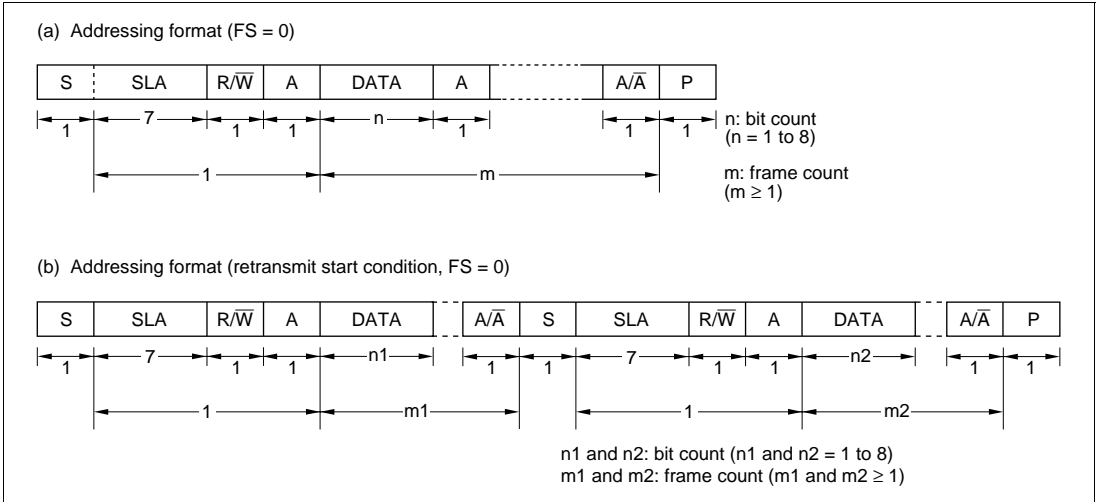 (a) Addressing format (FS = 0)
S SLA R/W̅ A DATA A A/A̅ P
1 7 1 1 n 1 1 1
n: bit count
(n = 1 to 8)
1 m
m: frame count
(m ≥ 1)
(b) Addressing format (retransmit start condition, FS = 0)
S SLA R/W̅ A DATA A/A̅ S SLA R/W̅ A DATA A/A̅ P
1 7 1 1 n1 1 1 7 1 1 n2 1 1
1 m1 1 m2
n1 and n2: bit count (n1 and n2 = 1 to 8)
m1 and m2: frame count (m1 and m2 ≥ 1)